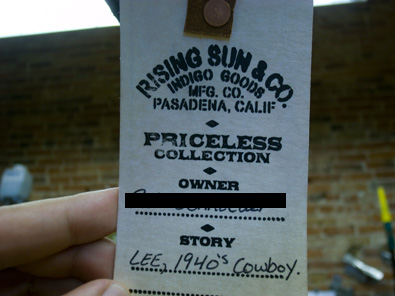 RISING SUN & CO.
INDIGO GOODS
MFG. CO.
PASADENA, CALIF
PRICELESS
COLLECTION
OWNER
STORY
LEE, 1940's COWBOY.